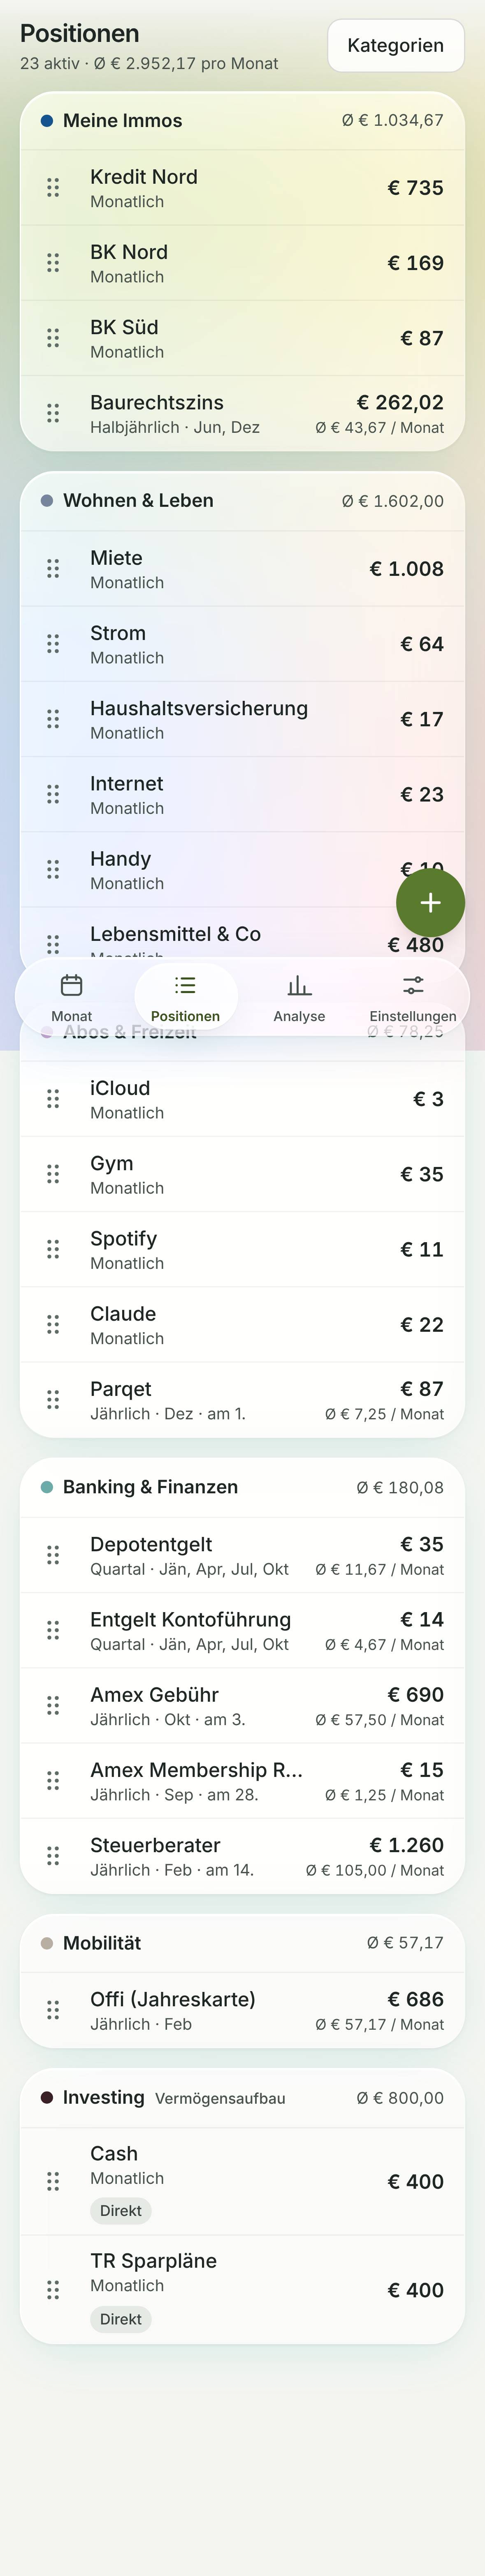 Positionen
23 aktiv · Ø € 2.952,17 pro Monat
Kategorien
Meine Immos Ø € 1.034,67
Kredit Nord € 735
Monatlich
BK Nord € 169
Monatlich
BK Süd € 87
Monatlich
Baurechtszins € 262,02
Halbjährlich · Jun, Dez Ø € 43,67 / Monat
Wohnen & Leben Ø € 1.602,00
Miete € 1.008
Monatlich
Strom € 64
Monatlich
Haushaltsversicherung € 17
Monatlich
Internet € 23
Monatlich
Handy € 10
Monatlich
Lebensmittel & Co € 480
Monat
Positionen
Analyse
Einstellungen
Abos & Freizeit Ø € 78,25
iCloud € 3
Monatlich
Gym € 35
Monatlich
Spotify € 11
Monatlich
Claude € 22
Monatlich
Parqet € 87
Jährlich · Dez · am 1. Ø € 7,25 / Monat
Banking & Finanzen Ø € 180,08
Depotentgelt € 35
Quartal · Jän, Apr, Jul, Okt Ø € 11,67 / Monat
Entgelt Kontoführung € 14
Quartal · Jän, Apr, Jul, Okt Ø € 4,67 / Monat
Amex Gebühr € 690
Jährlich · Okt · am 3. Ø € 57,50 / Monat
Amex Membership R... € 15
Jährlich · Sep · am 28. Ø € 1,25 / Monat
Steuerberater € 1.260
Jährlich · Feb · am 14. Ø € 105,00 / Monat
Mobilität Ø € 57,17
Offi (Jahreskarte) € 686
Jährlich · Feb Ø € 57,17 / Monat
Investing Vermögensaufbau Ø € 800,00
Cash € 400
Monatlich
Direkt
TR Sparpläne € 400
Monatlich
Direkt